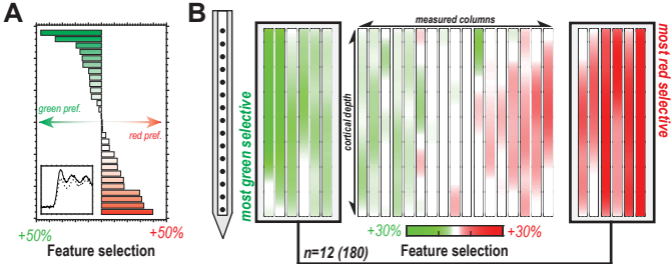 A
green pref.
red pref.
+50%
+50%
Feature selection
B
most green selective
measured columns
cortical depth
most red selective
+30%
+30%
n=12 (180)
Feature selection